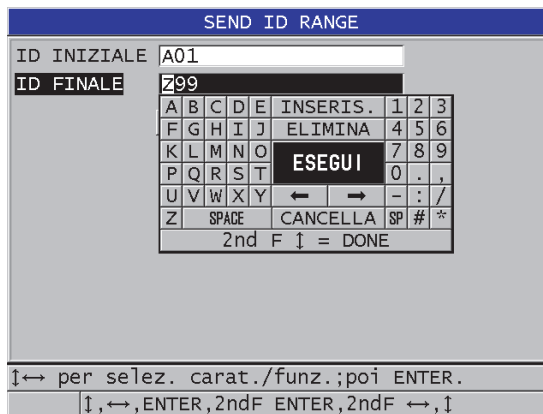 SEND ID RANGE
ID INIZIALE A01
ID FINALE Z99
A B C D E INSERIS. 1 2 3
F G H I J ELIMINA 4 5 6
K L M N O ESEGUI 7 8 9
P Q R S T 0 . ,
U V W X Y ← → - : /
Z SPACE CANCELLA SP # *
2nd F ↕ = DONE
↕↔ per selez. carat./funz.;poi ENTER.
↕,↔,ENTER,2ndF ENTER,2ndF ↔,↕